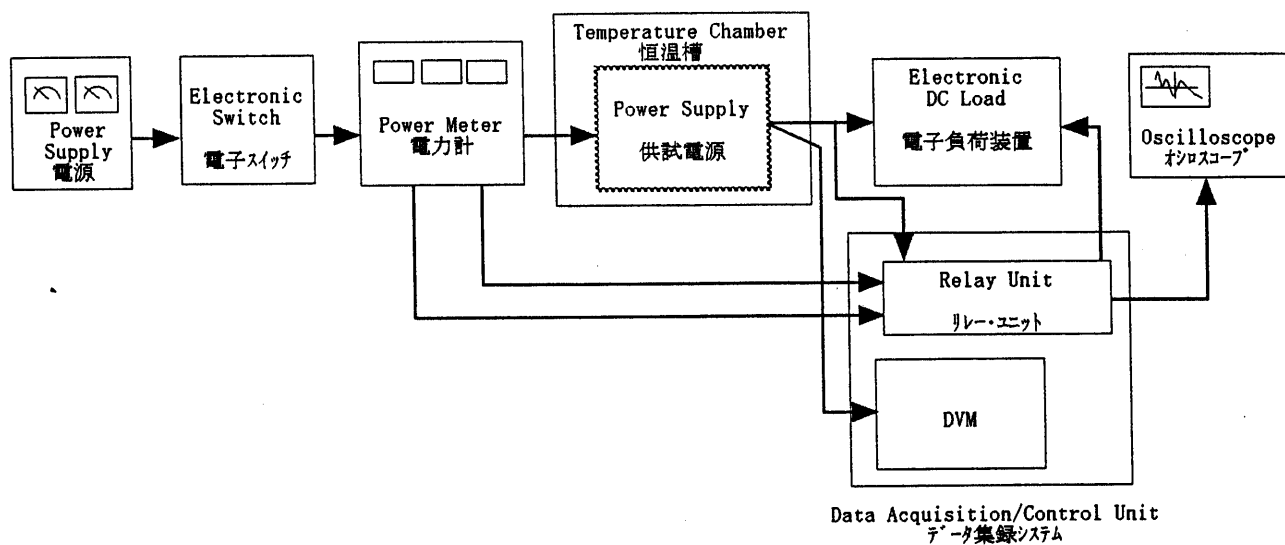 Power
Supply
電源
Electronic
Switch
電子スイッチ
Power Meter
電力計
Temperature Chamber
恒温槽
Power Supply
供試電源
Electronic
DC Load
電子負荷装置
Oscilloscope
オシロスコープ
Relay Unit
リレー・ユニット
DVM
Data Acquisition/Control Unit
データ集録システム